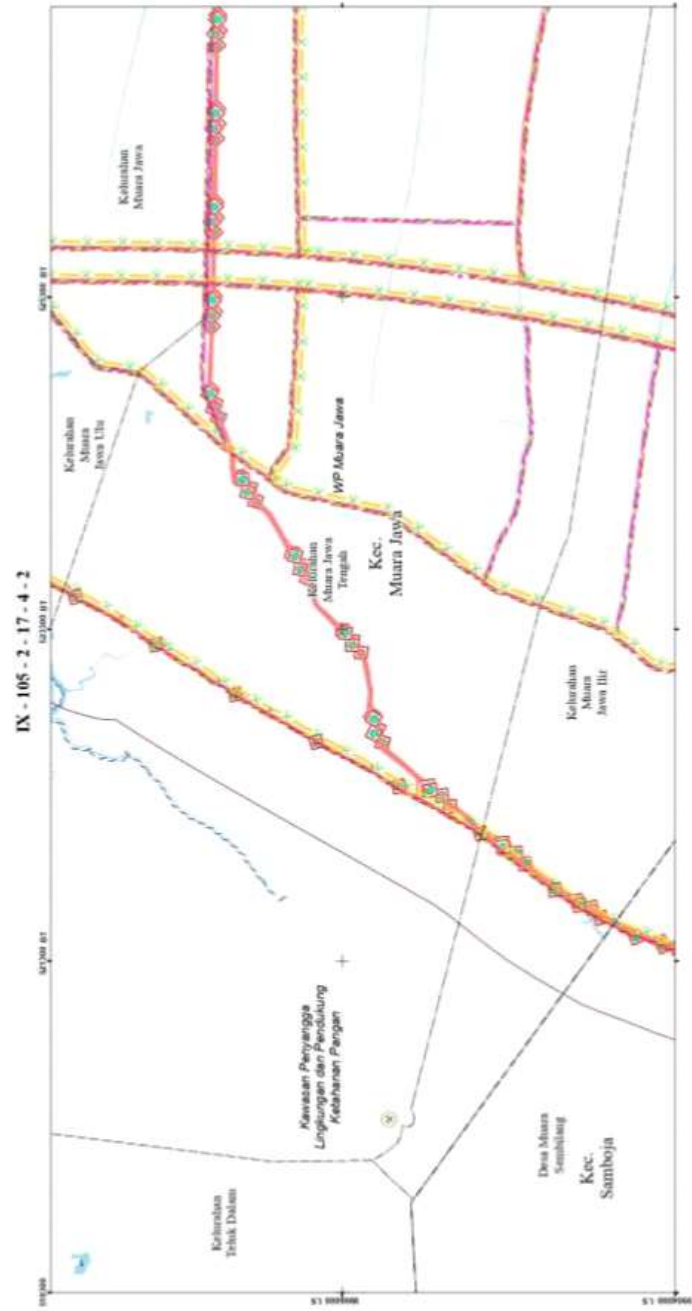 IX - 105 - 2 - 17 - 4 - 2
Kelurahan
Muara Jawa
Kelurahan
Muara
Jawa Ulu
WP Muara Jawa
Kelurahan
Muara Jawa
Tengah
Kec.
Muara Jawa
Kelurahan
Muara
Jawa Ilir
Kawasan Penyangga
Lingkungan dan Pendukung
Ketahanan Pangan
Kelurahan
Teluk Dalam
Desa Muara
Sembilang
Kec.
Samboja